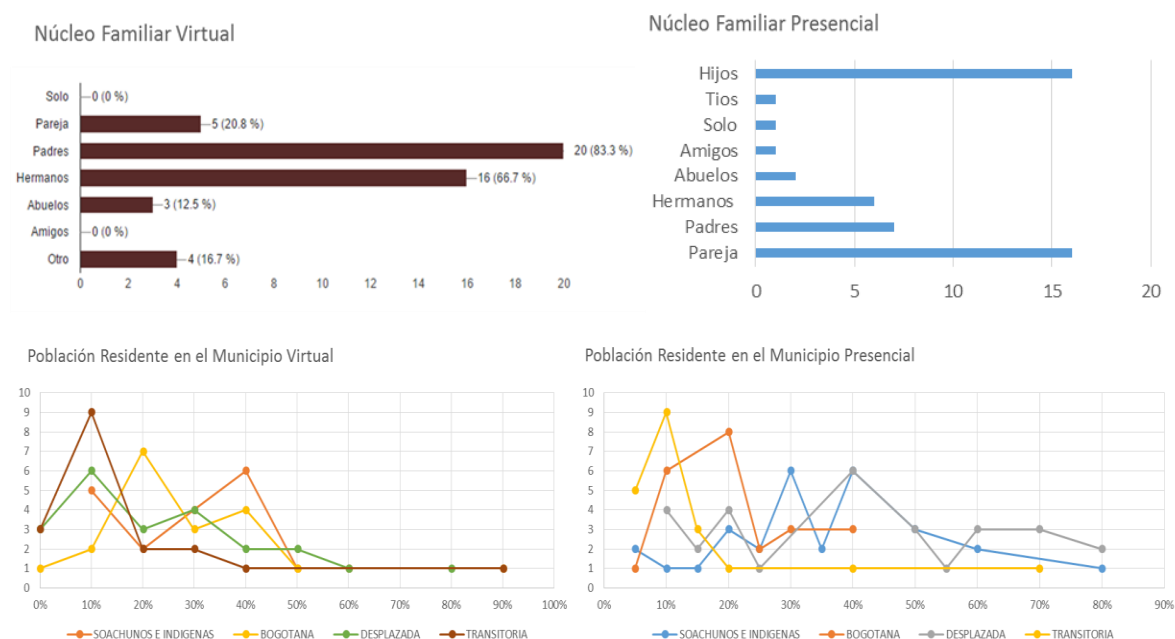 Núcleo Familiar Virtual
Solo
0 (0 %)
Pareja
5 (20.8 %)
Padres
20 (83.3 %)
Hermanos
16 (66.7 %)
Abuelos
3 (12.5 %)
Amigos
0 (0 %)
Otro
4 (16.7 %)
0 2 4 6 8 10 12 14 16 18 20
Núcleo Familiar Presencial
Hijos
Tios
Solo
Amigos
Abuelos
Hermanos
Padres
Pareja
0 5 10 15 20
Población Residente en el Municipio Virtual
10
9
8
7
6
5
4
3
2
1
0
0% 10% 20% 30% 40% 50% 60% 70% 80% 90% 100%
SOACHUNOS E INDIGENAS BOGOTANA DESPLAZADA TRANSITORIA
Población Residente en el Municipio Presencial
10
9
8
7
6
5
4
3
2
1
0
0% 10% 20% 30% 40% 50% 60% 70% 80% 90%
SOACHUNOS E INDIGENAS BOGOTANA DESPLAZADA TRANSITORIA